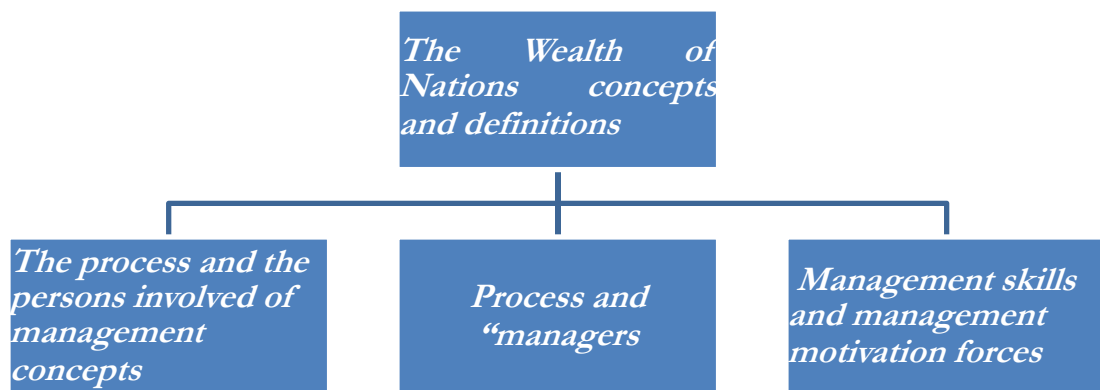 The Wealth of
Nations concepts
and definitions
The process and the
persons involved of
management
concepts
Process and
“managers
Management skills
and management
motivation forces